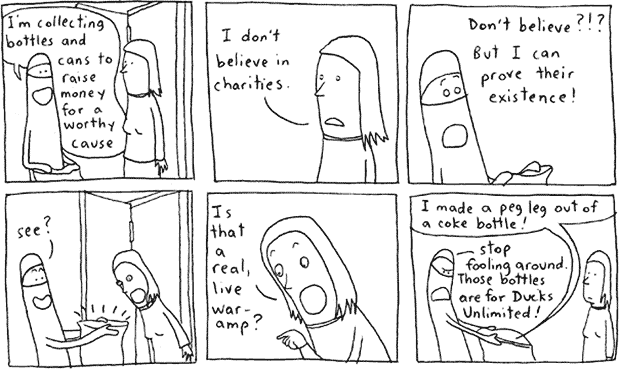 I'm collecting
bottles and
cans to
raise
money
for a
worthy
cause
I don't
believe in
charities.
Don't believe?!?
But I can
prove their
existence!
see?
Is
that
a
real,
live
war-
amp?
I made a peg leg out of
a coke bottle!
stop
fooling around.
Those bottles
are for Ducks
Unlimited!